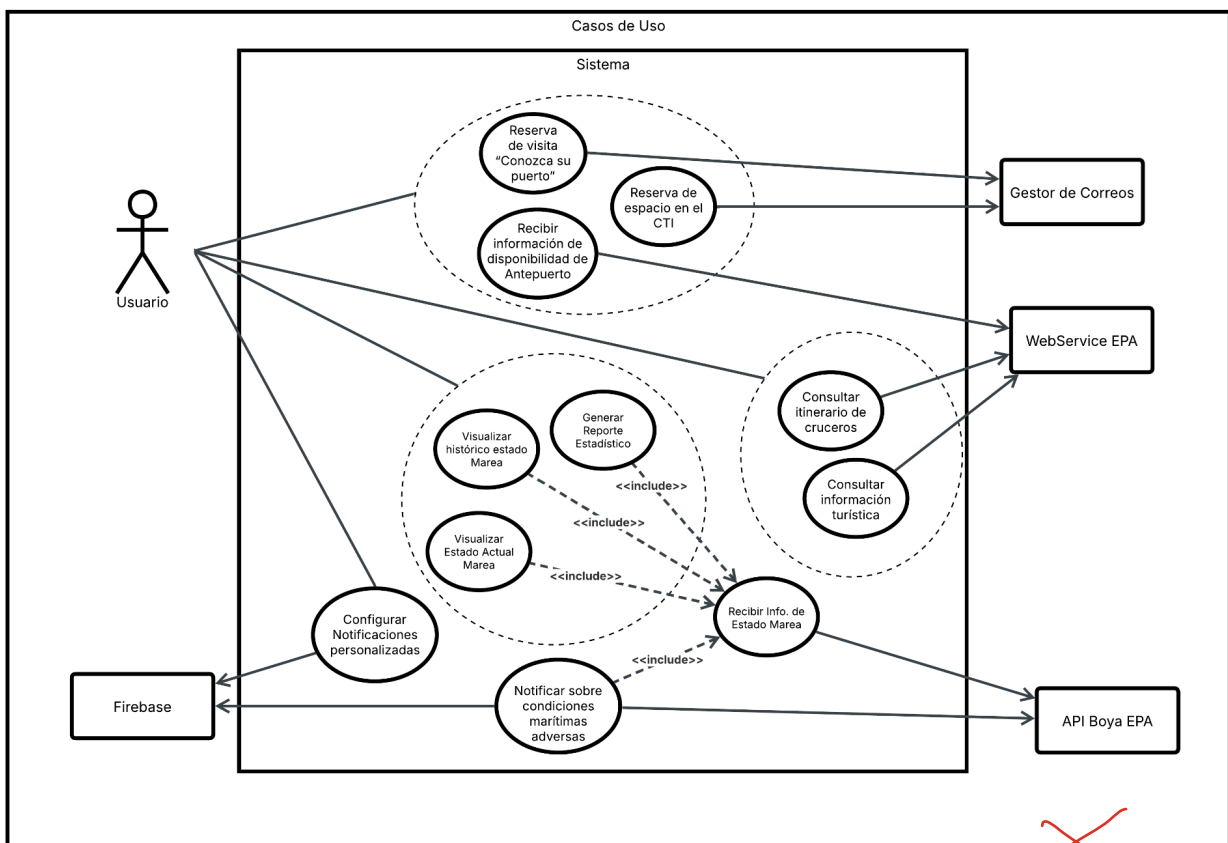 Casos de Uso
Sistema
Reserva
de visita
“Conozca su
puerto”
Reserva de
espacio en el
CTI
Recibir
información de
disponibilidad de
Antepuerto
Gestor de Correos
Usuario
WebService EPA
Consultar
itinerario de
cruceros
Consultar
información
turística
Generar
Reporte
Estadístico
Visualizar
histórico estado
Marea
<<include>>
<<include>>
Visualizar
Estado Actual
Marea
<<include>>
Recibir Info. de
Estado Marea
Configurar
Notificaciones
personalizadas
<<include>>
Firebase
Notificar sobre
condiciones
marítimas
adversas
API Boya EPA